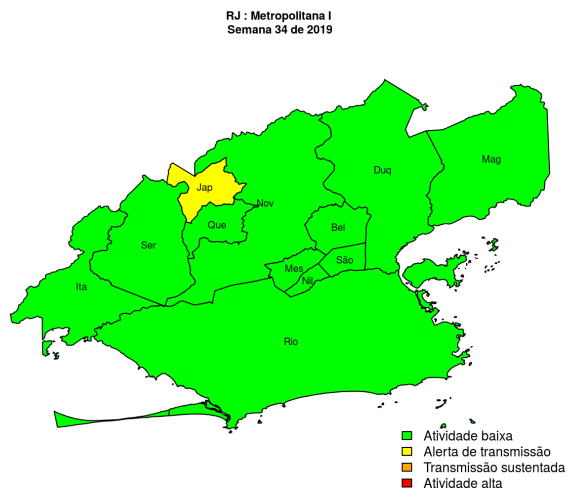 RJ : Metropolitana I
Semana 34 de 2019
Mag
Duq
Jap
Nov
Que
Bel
Ser
São
Mes
Nil
Ita
Rio
Atividade baixa
Alerta de transmissão
Transmissão sustentada
Atividade alta